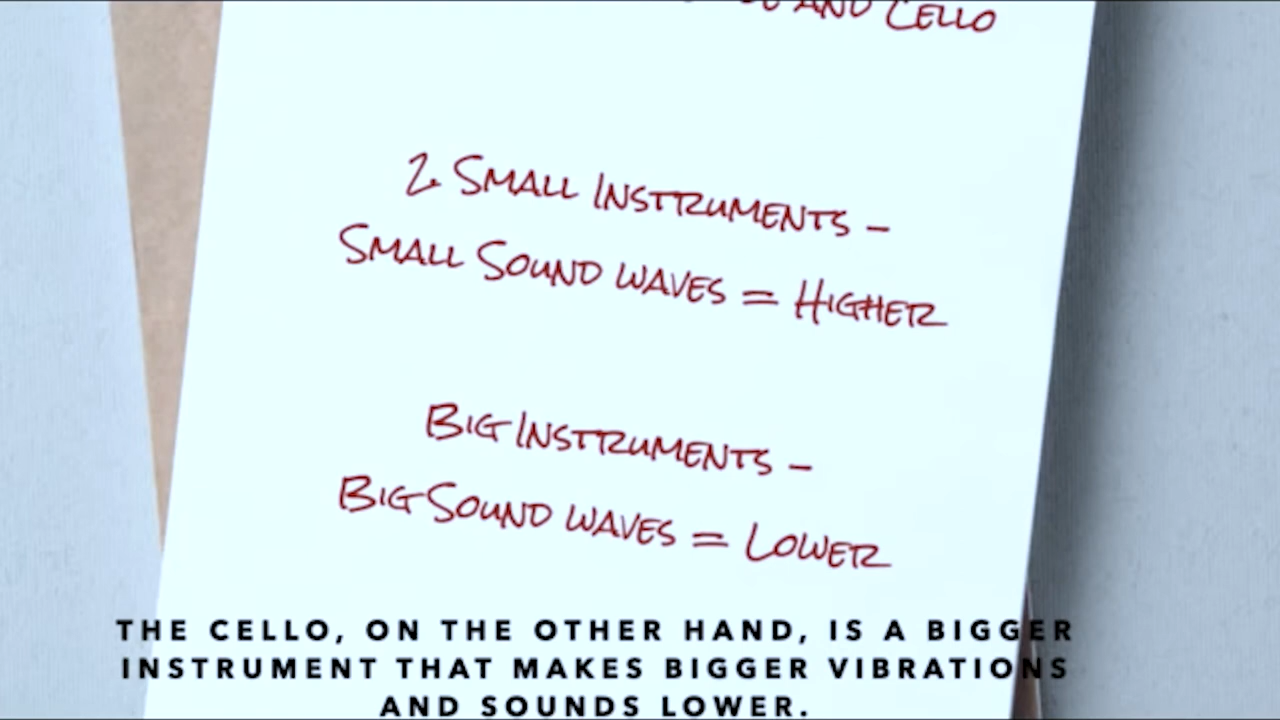 AND CELLO
2. SMALL INSTRUMENTS –
SMALL SOUND WAVES = HIGHER
BIG INSTRUMENTS –
BIG SOUND WAVES = LOWER
THE CELLO, ON THE OTHER HAND, IS A BIGGER
INSTRUMENT THAT MAKES BIGGER VIBRATIONS
AND SOUNDS LOWER.